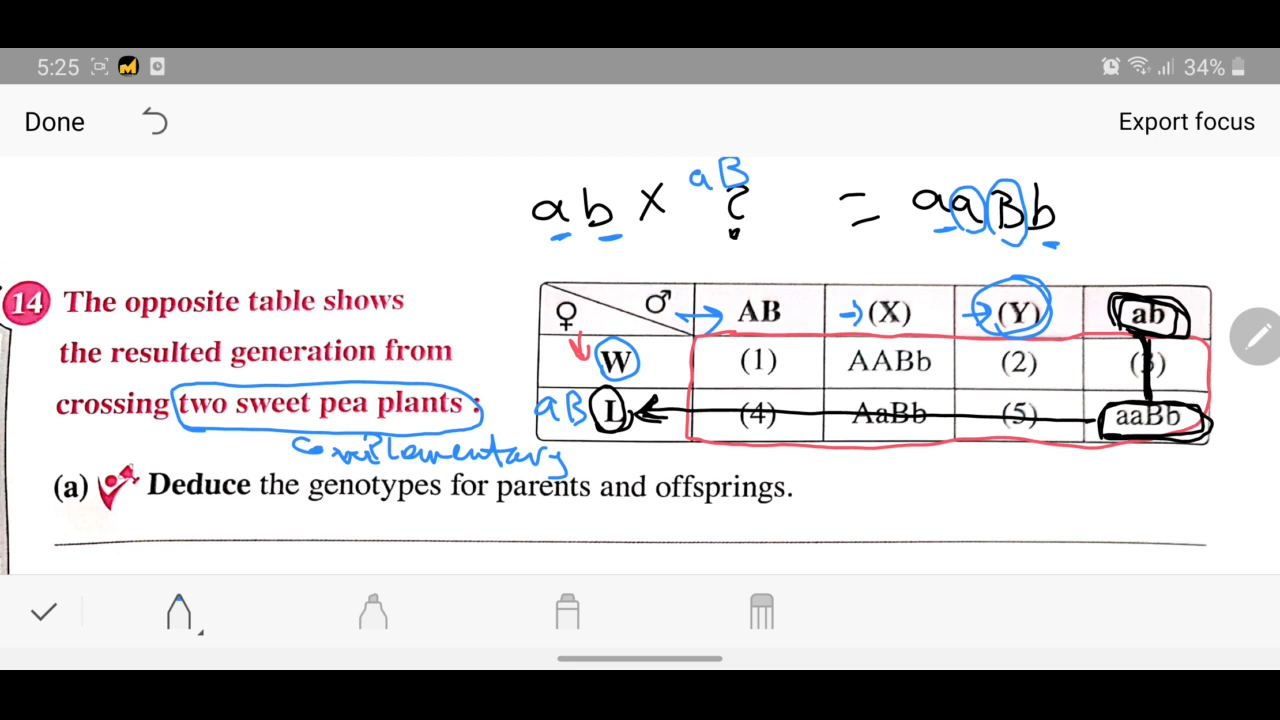 5:25 34%
Done Export focus
aB
ab x ? = aaBb
14 The opposite table shows
the resulted generation from
crossing two sweet pea plants :
♀ ♂ AB (X) (Y) ab
W (1) AABb (2) (3)
aB L (4) AaBb (5) aaBb
(a) Deduce the genotypes for parents and offsprings.